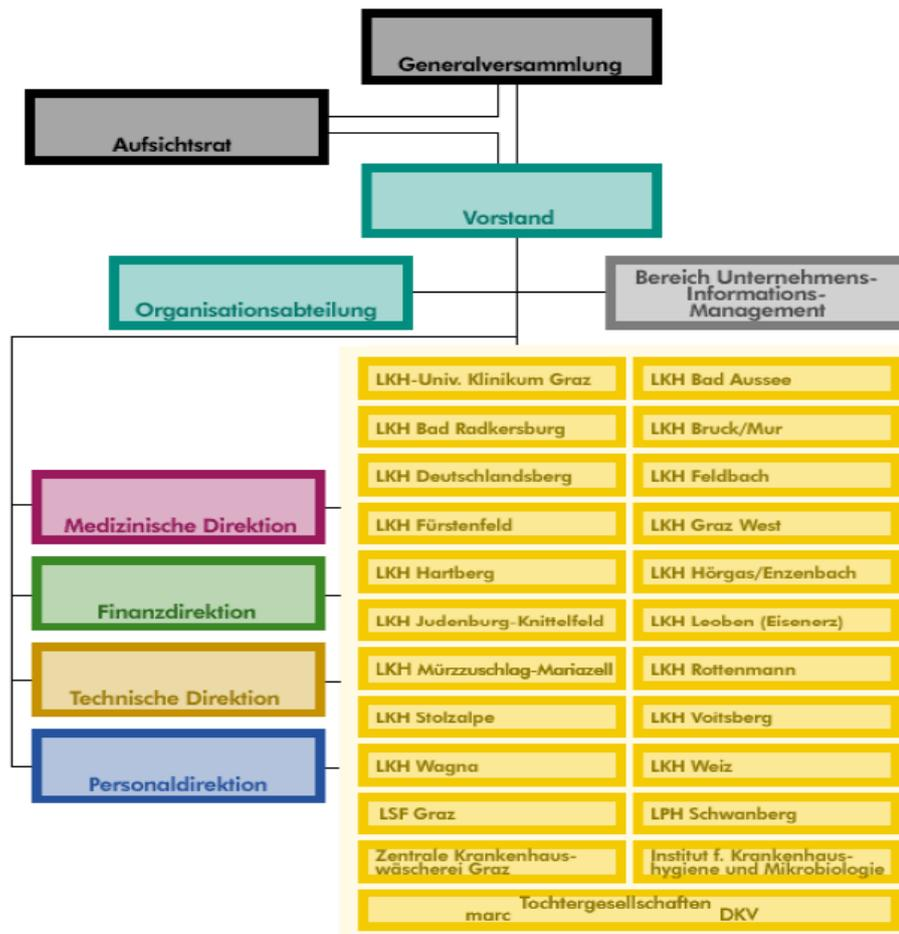 Generalversammlung
Aufsichtsrat
Vorstand
Organisationsabteilung
Bereich Unternehmens-
Informations-
Management
Medizinische Direktion
Finanzdirektion
Technische Direktion
Personaldirektion
LKH-Univ. Klinikum Graz
LKH Bad Aussee
LKH Bad Radkersburg
LKH Bruck/Mur
LKH Deutschlandsberg
LKH Feldbach
LKH Fürstenfeld
LKH Graz West
LKH Hartberg
LKH Hörgas/Enzenbach
LKH Judenburg-Knittelfeld
LKH Leoben (Eisenerz)
LKH Mürzzuschlag-Mariazell
LKH Rottenmann
LKH Stolzalpe
LKH Voitsberg
LKH Wagna
LKH Weiz
LSF Graz
LPH Schwanberg
Zentrale Krankenhaus-
wäscherei Graz
Institut f. Krankenhaus-
hygiene und Mikrobiologie
Tochtergesellschaften
marc DKV